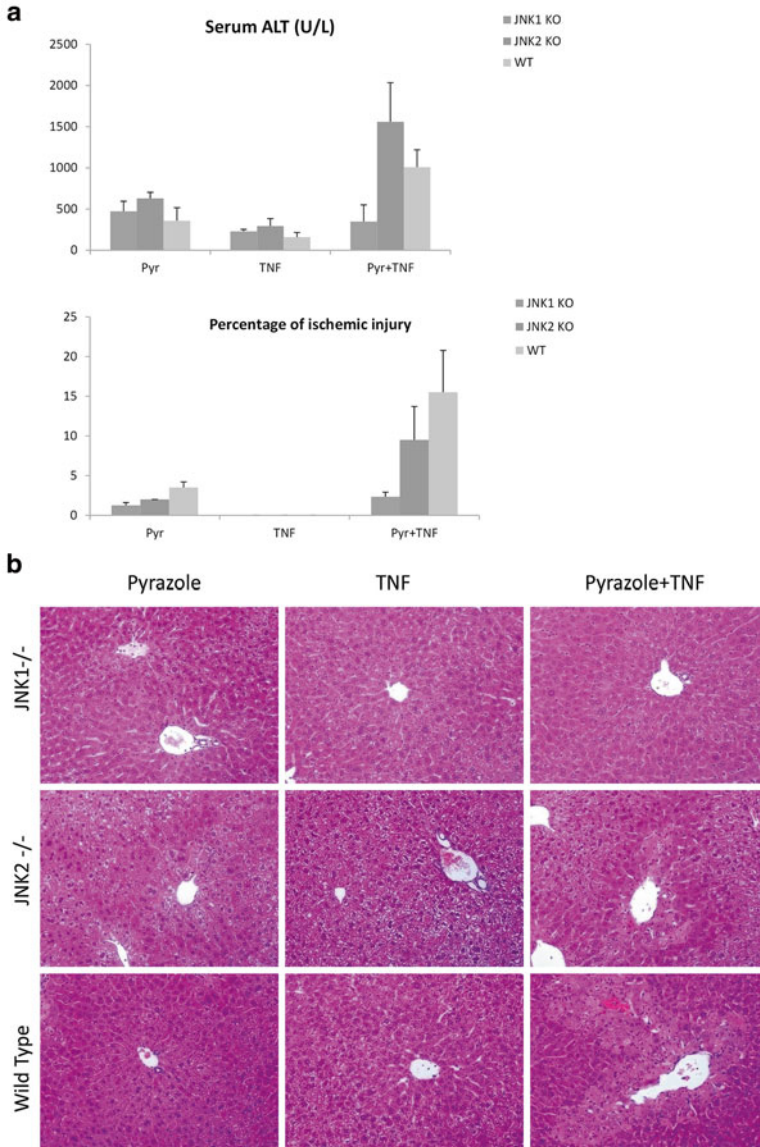 a
Serum ALT (U/L)
JNK1 KO
JNK2 KO
WT
2500
2000
1500
1000
500
0
Pyr TNF Pyr+TNF
Percentage of ischemic injury
JNK1 KO
JNK2 KO
WT
25
20
15
10
5
0
Pyr TNF Pyr+TNF
b
Pyrazole TNF Pyrazole+TNF
JNK1-/-
JNK2 -/-
Wild Type